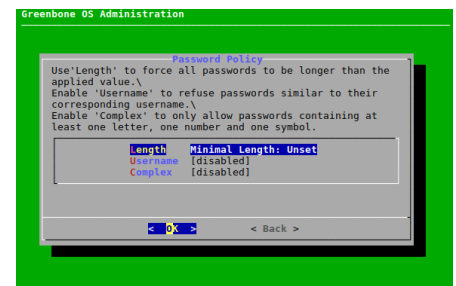 Greenbone OS Administration
Password Policy
Use'Length' to force all passwords to be longer than the
applied value.\
Enable 'Username' to refuse passwords similar to their
corresponding username.\
Enable 'Complex' to only allow passwords containing at
least one letter, one number and one symbol.
Length Minimal Length: Unset
Username [disabled]
Complex [disabled]
< OK > < Back >